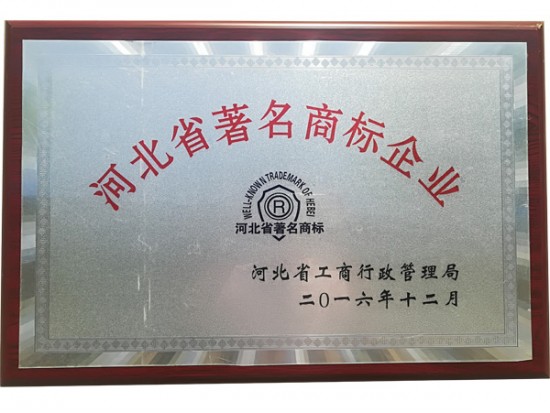 河北省著名商标企业
WELL-KNOWN TRADEMARK OF HEBEI
R
河北省著名商标
河北省工商行政管理局
二〇一六年十二月